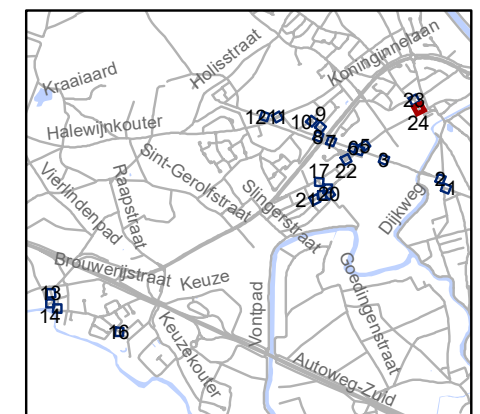 Koninginnelaan
Holisstraat
Kraaiaard
23
24
12
11
10
9
Halewijnkouter
8
7
6
5
3
22
Sint-Gerolfstraat
17
2
1
Vierlindenpad
Raapstraat
Slingerstraat
20
21
Dijkweg
Brouwerijstraat
Keuze
Goedingenstraat
13
14
Vontpad
16
Keuzekouter
Autoweg-Zuid